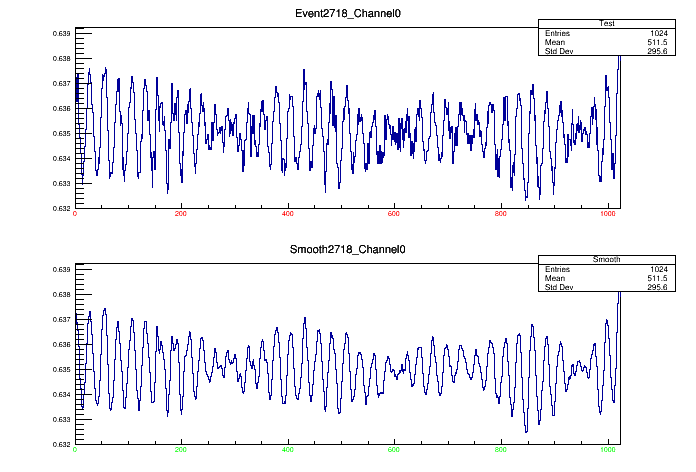 Event2718_Channel0
Test
Entries 1024
Mean 511.5
Std Dev 295.6
0.639
0.638
0.637
0.636
0.635
0.634
0.633
0.632
0 200 400 600 800 1000
Smooth2718_Channel0
Smooth
Entries 1024
Mean 511.5
Std Dev 295.6
0.639
0.638
0.637
0.636
0.635
0.634
0.633
0.632
0 200 400 600 800 1000